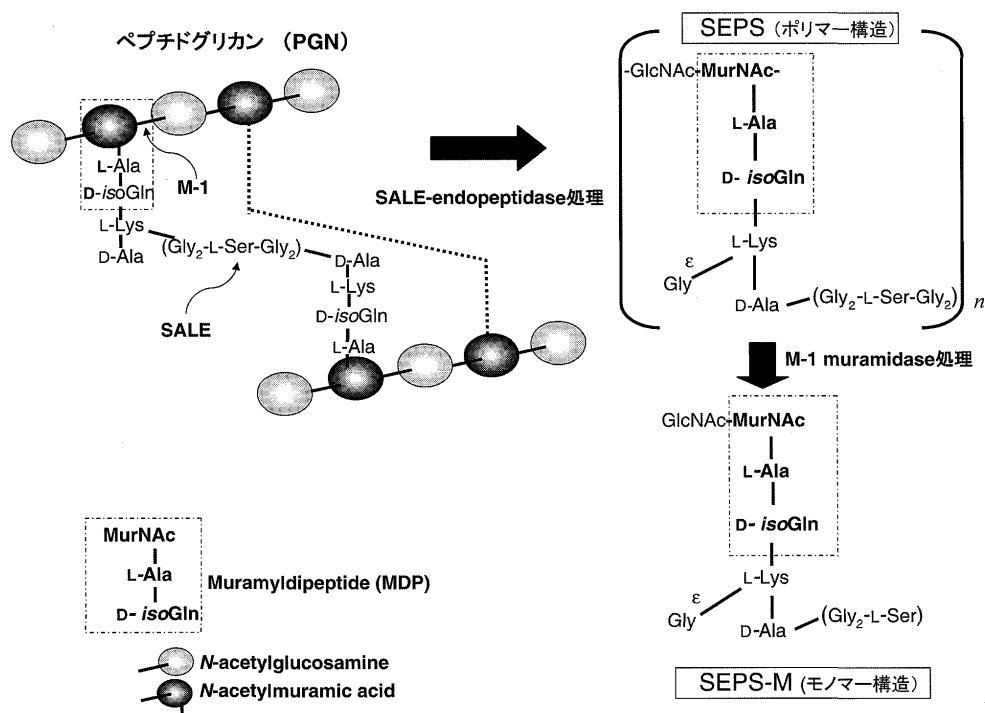 ペプチドグリカン (PGN)
L-Ala
D-isoGln
L-Lys
D-Ala
M-1
(Gly2-L-Ser-Gly2)
SALE
D-Ala
L-Lys
D-isoGln
L-Ala
SALE-endopeptidase処理
SEPS (ポリマー構造)
-GlcNAc-MurNAc-
L-Ala
D- isoGln
L-Lys
ε
Gly
D-Ala
(Gly2-L-Ser-Gly2)
n
M-1 muramidase処理
GlcNAc-MurNAc
L-Ala
D- isoGln
L-Lys
ε
Gly
D-Ala
(Gly2-L-Ser)
SEPS-M (モノマー構造)
MurNAc
L-Ala
D- isoGln
Muramyldipeptide (MDP)
N-acetylglucosamine
N-acetylmuramic acid